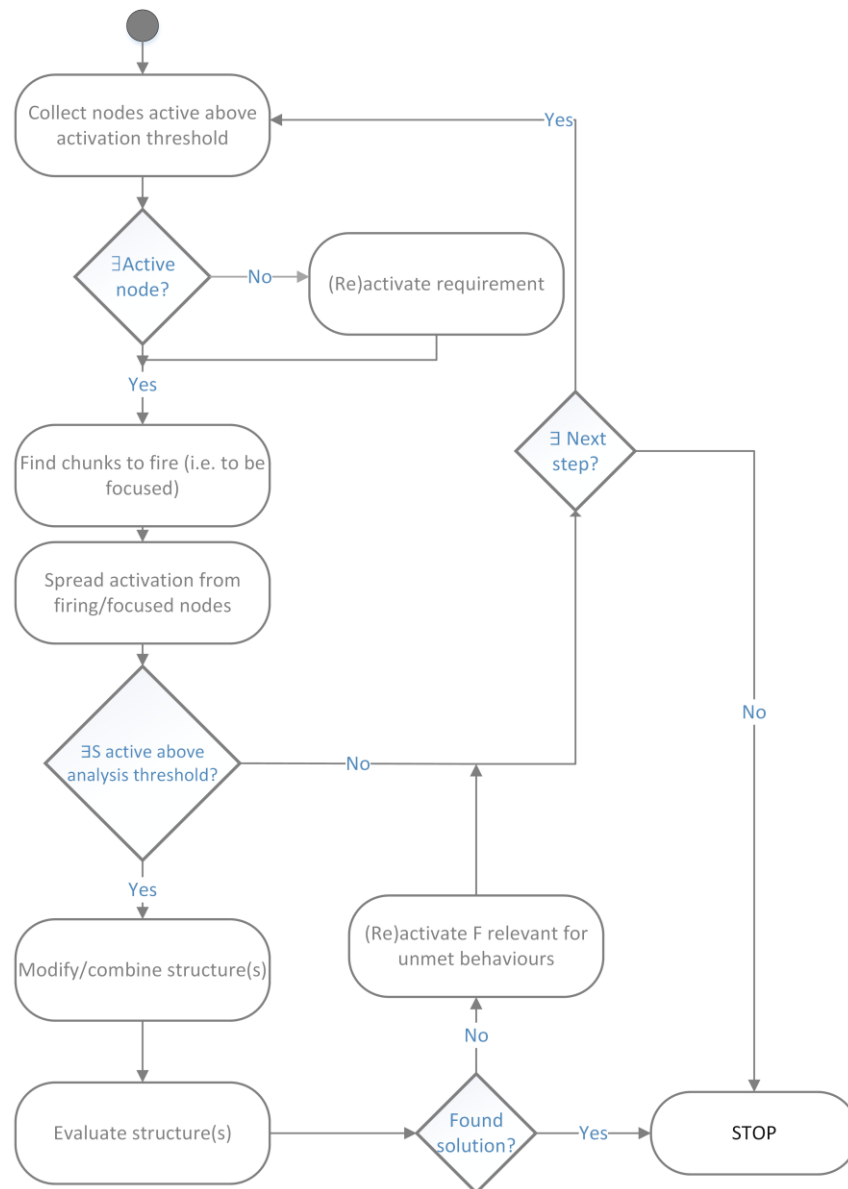 Collect nodes active above
activation threshold
Yes
∃Active
node?
No
(Re)activate requirement
Yes
Find chunks to fire (i.e. to be
focused)
∃ Next
step?
Spread activation from
firing/focused nodes
No
∃S active above
analysis threshold?
No
Yes
Modify/combine structure(s)
(Re)activate F relevant for
unmet behaviours
No
Evaluate structure(s)
Found
solution?
Yes
STOP